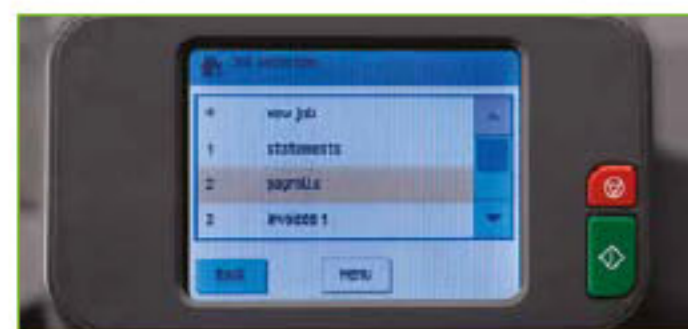 new job
1 statements
2 payrolls
3 invoices 1
Back MENU